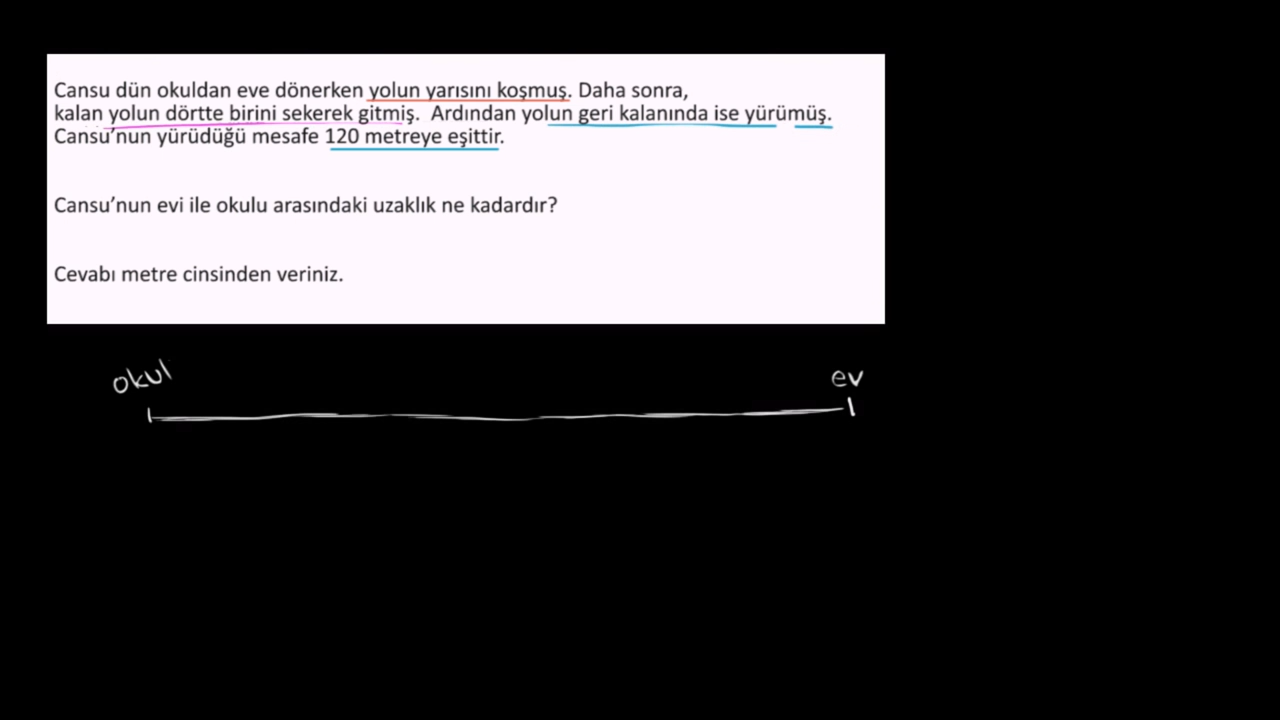 Cansu dün okuldan eve dönerken yolun yarısını koşmuş. Daha sonra,
kalan yolun dörtte birini sekerek gitmiş. Ardından yolun geri kalanında ise yürümüş.
Cansu'nun yürüdüğü mesafe 120 metreye eşittir.
Cansu’nun evi ile okulu arasındaki uzaklık ne kadardır?
Cevabı metre cinsinden veriniz.
okul
ev